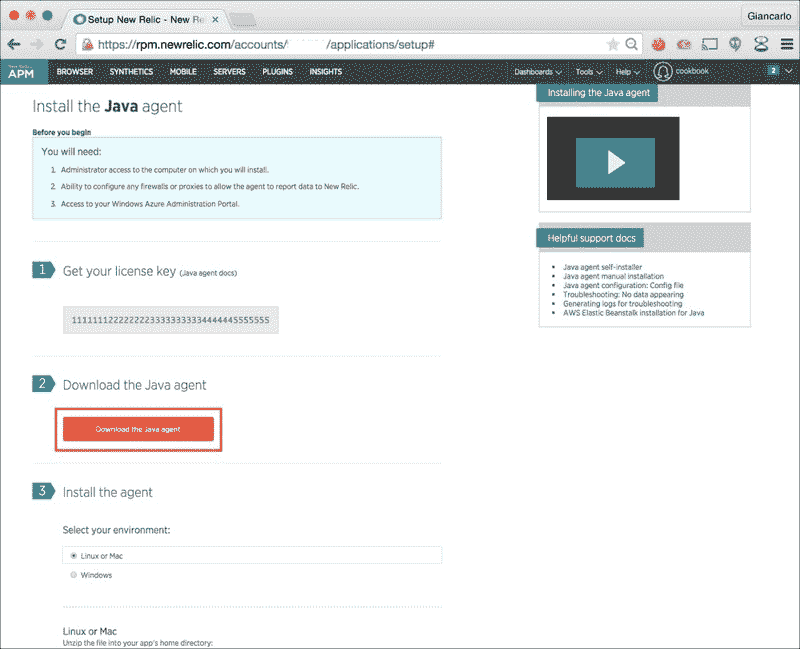 Setup New Relic - New Re
Giancarlo
https://rpm.newrelic.com/accounts/ /applications/setup#
New Relic
APM
BROWSER SYNTHETICS MOBILE SERVERS PLUGINS INSIGHTS Dashboards Tools Help cookbook 2
Install the Java agent
Before you begin
You will need:
1. Administrator access to the computer on which you will install.
2. Ability to configure any firewalls or proxies to allow the agent to report data to New Relic.
3. Access to your Windows Azure Administration Portal.
1 Get your license key (Java agent docs)
11111112222222233333333334444445555555
2 Download the Java agent
Download the Java agent
3 Install the agent
Select your environment:
Linux or Mac
Windows
Linux or Mac
Unzip the file into your app's home directory:
Installing the Java agent
Helpful support docs
Java agent self-installer
Java agent manual installation
Java agent configuration: Config file
Troubleshooting: No data appearing
Generating logs for troubleshooting
AWS Elastic Beanstalk installation for Java